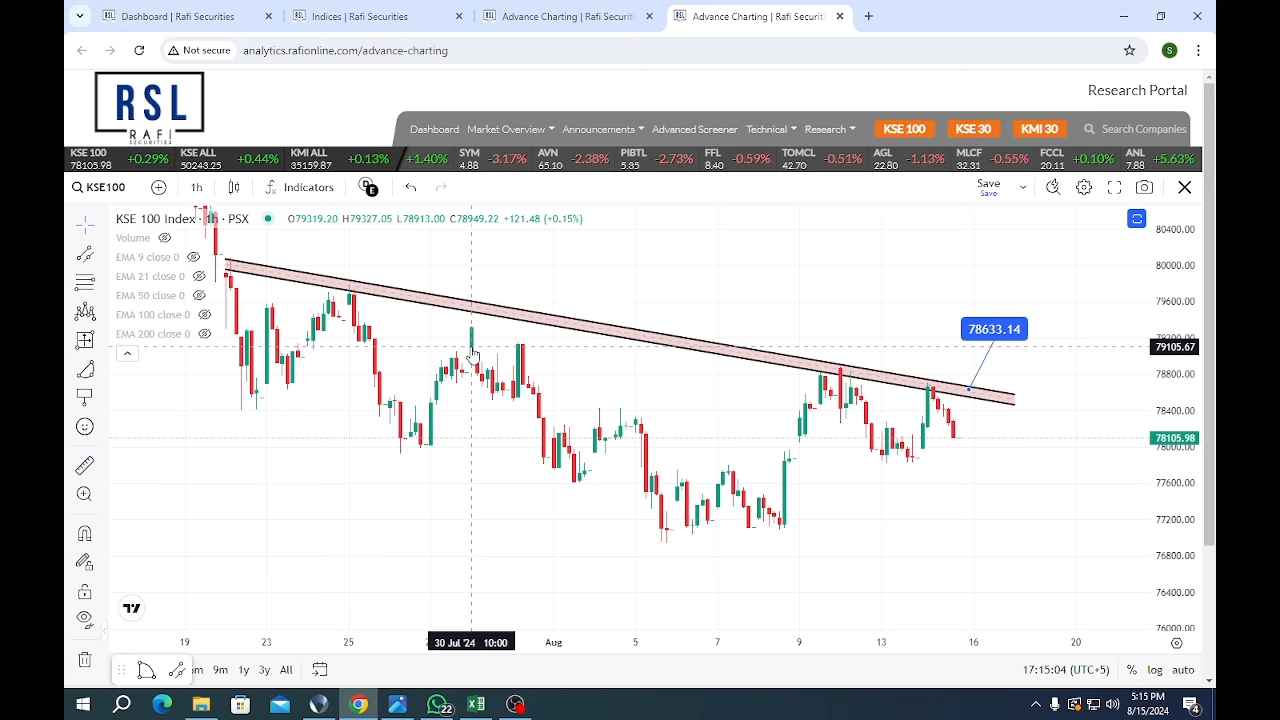 Dashboard | Rafi Securities
Indices | Rafi Securities
Advance Charting | Rafi Securiti
Advance Charting | Rafi Securiti
Not secure
analytics.rafionline.com/advance-charting
S
RSL
RAFI
SECURITIES
Research Portal
Dashboard Market Overview Announcements Advanced Screener Technical Research KSE 100 KSE 30 KMI 30 Search Companies
KSE 100 78105.98 +0.29%
KSE ALL 50248.25 +0.44%
KMI ALL 35159.87 +0.13%
+1.40%
SYM 4.88 -3.17%
AVN 65.10 -2.38%
PIBTL 5.35 -2.73%
FFL 8.40 -0.59%
TOMCL 42.70 -0.51%
AGL 22.80 -1.13%
MLCF 32.31 -0.55%
FCCL 20.11 +0.10%
ANL 7.88 +5.63%
KSE100 1h Indicators D E Save
Save
KSE 100 Index · 1h · PSX O79319.20 H79327.05 L78913.00 C78949.22 +121.48 (+0.15%)
Volume
EMA 9 close 0
EMA 21 close 0
EMA 50 close 0
EMA 100 close 0
EMA 200 close 0
80400.00
80000.00
79600.00
78633.14
79105.67
78800.00
78400.00
78105.98
78000.00
77600.00
77200.00
76800.00
76400.00
76000.00
19 23 25 30 Jul '24 10:00 Aug 5 7 9 13 16 20
9m 1y 3y All
17:15:04 (UTC+5) % log auto
22
5:15 PM
8/15/2024